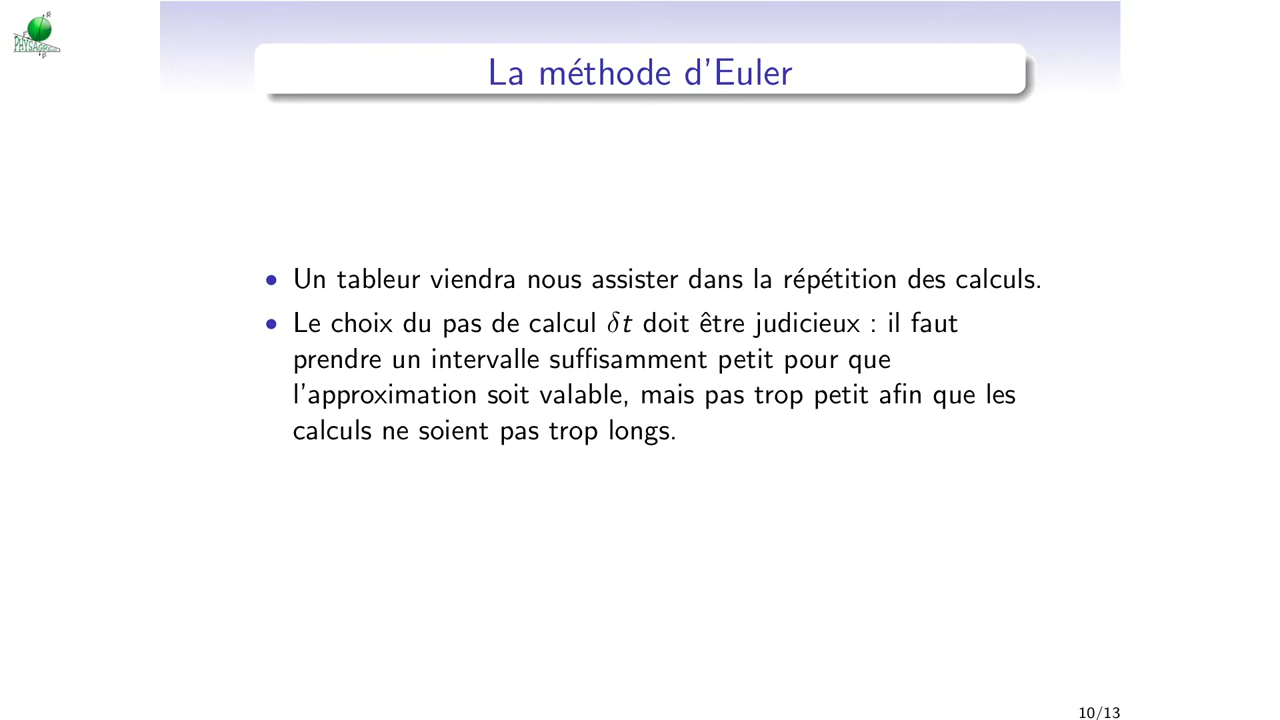 La méthode d'Euler
• Un tableur viendra nous assister dans la répétition des calculs.
• Le choix du pas de calcul δt doit être judicieux : il faut
prendre un intervalle suffisamment petit pour que
l'approximation soit valable, mais pas trop petit afin que les
calculs ne soient pas trop longs.
10/13